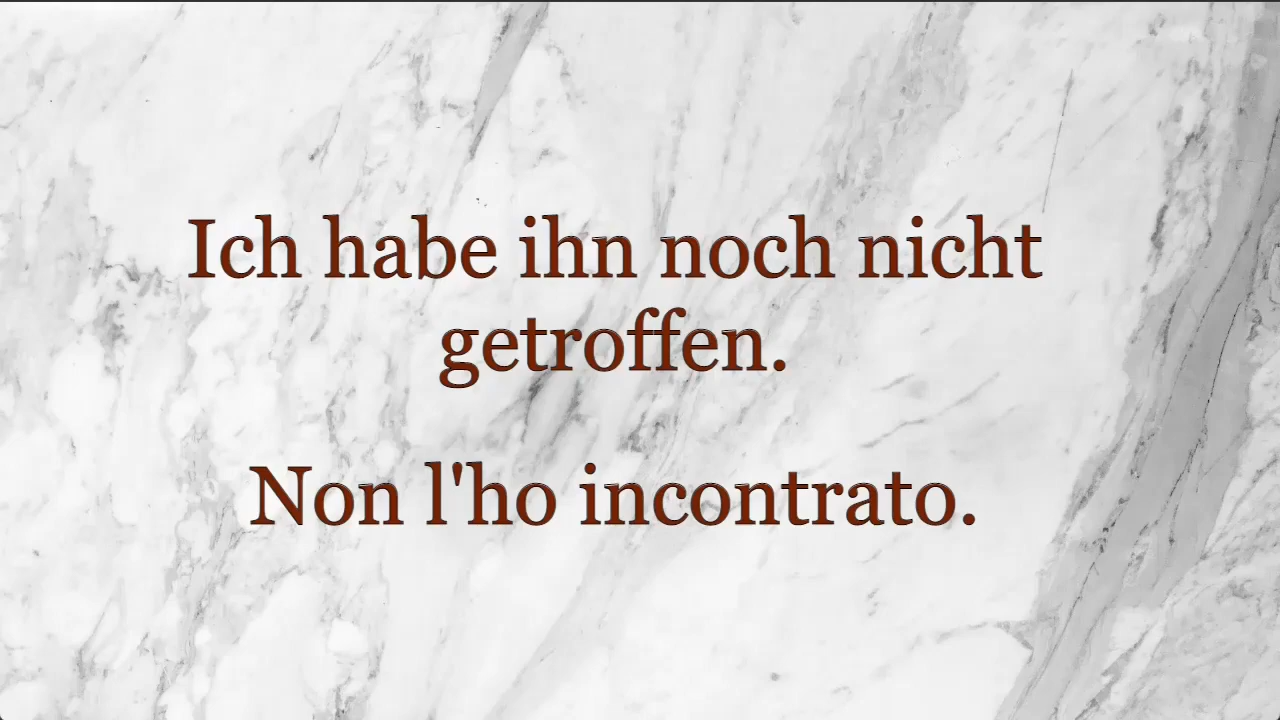 Ich habe ihn noch nicht
getroffen.
Non l'ho incontrato.